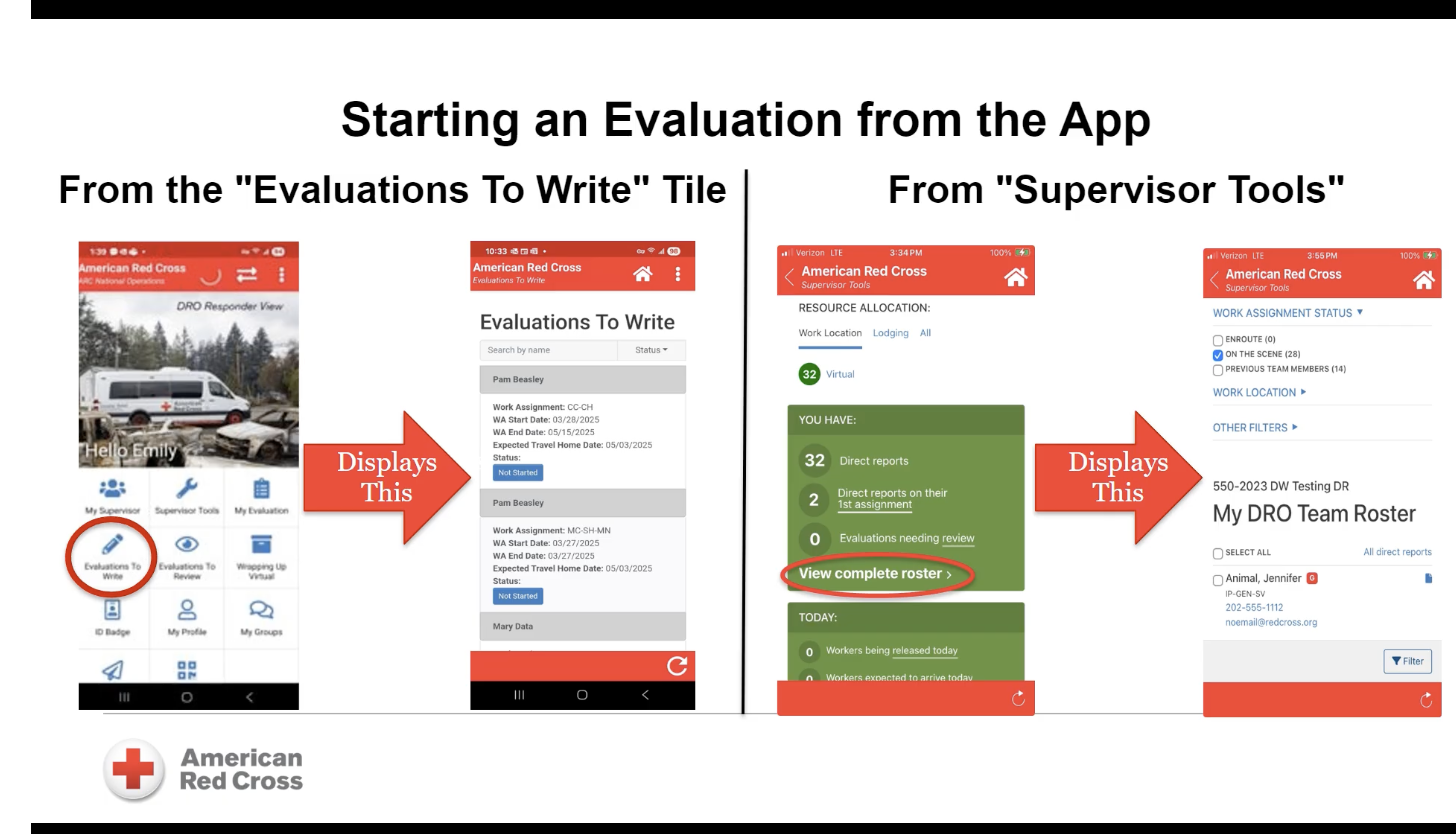 Starting an Evaluation from the App
From the "Evaluations To Write" Tile
From "Supervisor Tools"
1:39
94
American Red Cross
ARC National Operations
DRO Responder View
American
Red Cross
Hello Emily
My Supervisor
Supervisor Tools
My Evaluation
Evaluations To
Write
Evaluations To
Review
Wrapping Up
Virtual
ID Badge
My Profile
My Groups
Displays
This
10:33
American Red Cross
Evaluations To Write
Evaluations To Write
Search by name
Status
Pam Beasley
Work Assignment: CC-CH
WA Start Date: 03/28/2025
WA End Date: 05/15/2025
Expected Travel Home Date: 05/03/2025
Status:
Not Started
Pam Beasley
Work Assignment: MC-SH-MN
WA Start Date: 03/27/2025
WA End Date: 03/27/2025
Expected Travel Home Date: 05/03/2025
Status:
Not Started
Mary Data
Verizon LTE 3:34 PM 100%
American Red Cross
Supervisor Tools
RESOURCE ALLOCATION:
Work Location Lodging All
32 Virtual
YOU HAVE:
32 Direct reports
2 Direct reports on their
1st assignment
0 Evaluations needing review
View complete roster >
TODAY:
0 Workers being released today
0 Workers expected to arrive today
Displays
This
Verizon LTE 3:55 PM 100%
American Red Cross
Supervisor Tools
WORK ASSIGNMENT STATUS
ENROUTE (0)
ON THE SCENE (28)
PREVIOUS TEAM MEMBERS (14)
WORK LOCATION
OTHER FILTERS
550-2023 DW Testing DR
My DRO Team Roster
SELECT ALL All direct reports
Animal, Jennifer G
IP-GEN-SV
202-555-1112
noemail@redcross.org
Filter
American
Red Cross